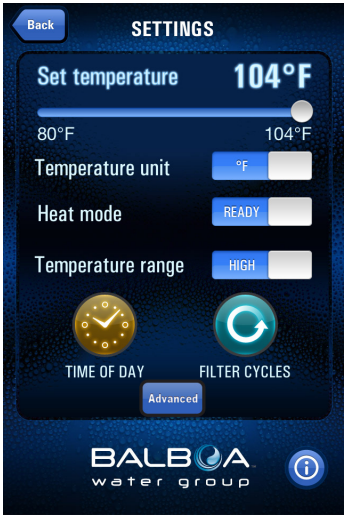 Back
SETTINGS
Set temperature 104°F
80°F 104°F
Temperature unit °F
Heat mode READY
Temperature range HIGH
TIME OF DAY FILTER CYCLES
Advanced
BALBOA
water group
i